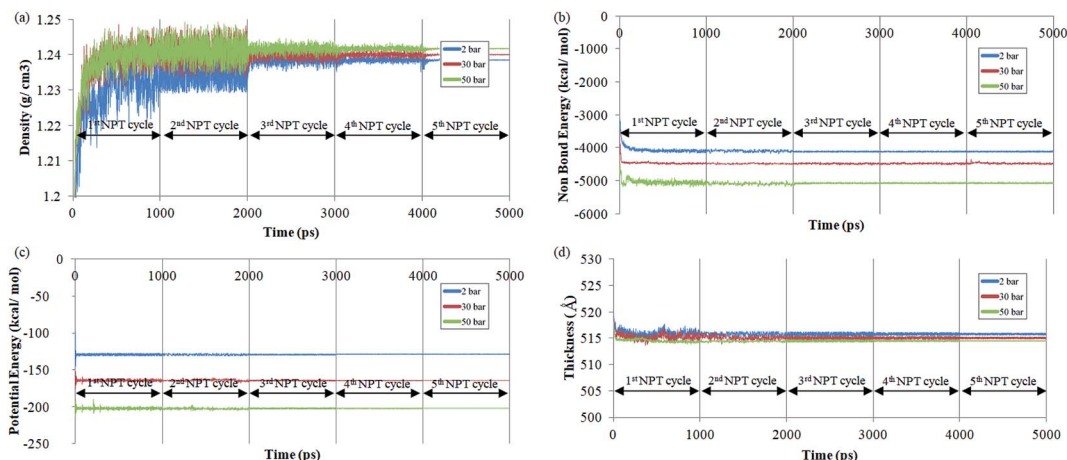 (a)
1.25
1.24
1.23
1.22
1.21
1.2
Density (g/ cm3)
2 bar
30 bar
50 bar
1st NPT cycle
2nd NPT cycle
3rd NPT cycle
4th NPT cycle
5th NPT cycle
0
1000
2000
3000
4000
5000
Time (ps)
(b)
0
-1000
-2000
-3000
-4000
-5000
-6000
Non Bond Energy (kcal/ mol)
0
1000
2000
3000
4000
5000
2 bar
30 bar
50 bar
1st NPT cycle
2nd NPT cycle
3rd NPT cycle
4th NPT cycle
5th NPT cycle
Time (ps)
(c)
0
-50
-100
-150
-200
-250
Potential Energy (kcal/ mol)
0
1000
2000
3000
4000
5000
2 bar
30 bar
50 bar
1st NPT cycle
2nd NPT cycle
3rd NPT cycle
4th NPT cycle
5th NPT cycle
Time (ps)
(d)
530
525
520
515
510
505
500
Thickness (Å)
2 bar
30 bar
50 bar
1st NPT cycle
2nd NPT cycle
3rd NPT cycle
4th NPT cycle
5th NPT cycle
0
1000
2000
3000
4000
5000
Time (ps)